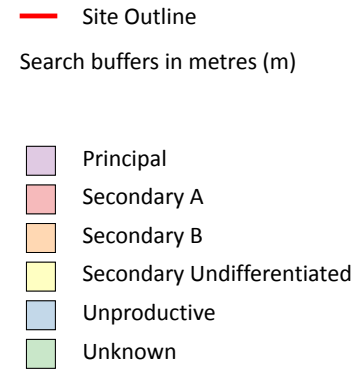 Site Outline
Search buffers in metres (m)
Principal
Secondary A
Secondary B
Secondary Undifferentiated
Unproductive
Unknown